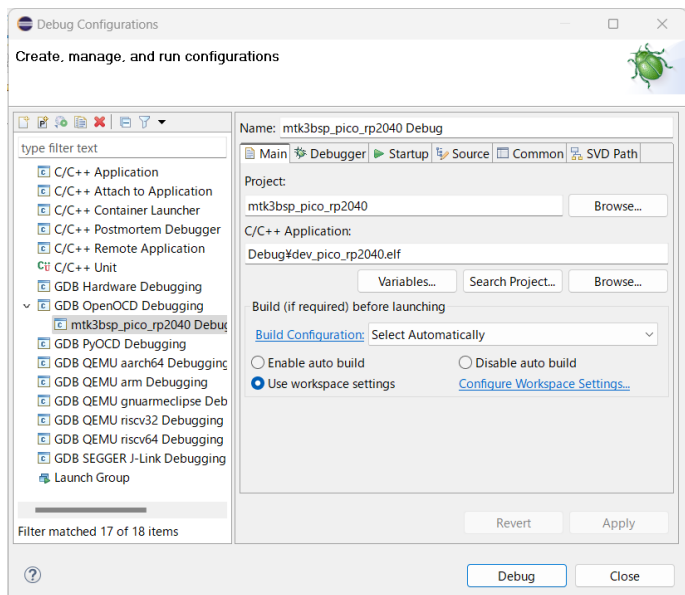 Debug Configurations
Create, manage, and run configurations
type filter text
C/C++ Application
C/C++ Attach to Application
C/C++ Container Launcher
C/C++ Postmortem Debugger
C/C++ Remote Application
C/C++ Unit
GDB Hardware Debugging
GDB OpenOCD Debugging
mtk3bsp_pico_rp2040 Debug
GDB PyOCD Debugging
GDB QEMU aarch64 Debugging
GDB QEMU arm Debugging
GDB QEMU gnuarmeclipse Deb
GDB QEMU riscv32 Debugging
GDB QEMU riscv64 Debugging
GDB SEGGER J-Link Debugging
Launch Group
Filter matched 17 of 18 items
Name: mtk3bsp_pico_rp2040 Debug
Main Debugger Startup Source Common SVD Path
Project:
mtk3bsp_pico_rp2040 Browse...
C/C++ Application:
Debug¥dev_pico_rp2040.elf
Variables... Search Project... Browse...
Build (if required) before launching
Build Configuration: Select Automatically
Enable auto build Disable auto build
Use workspace settings Configure Workspace Settings...
Revert Apply
Debug Close